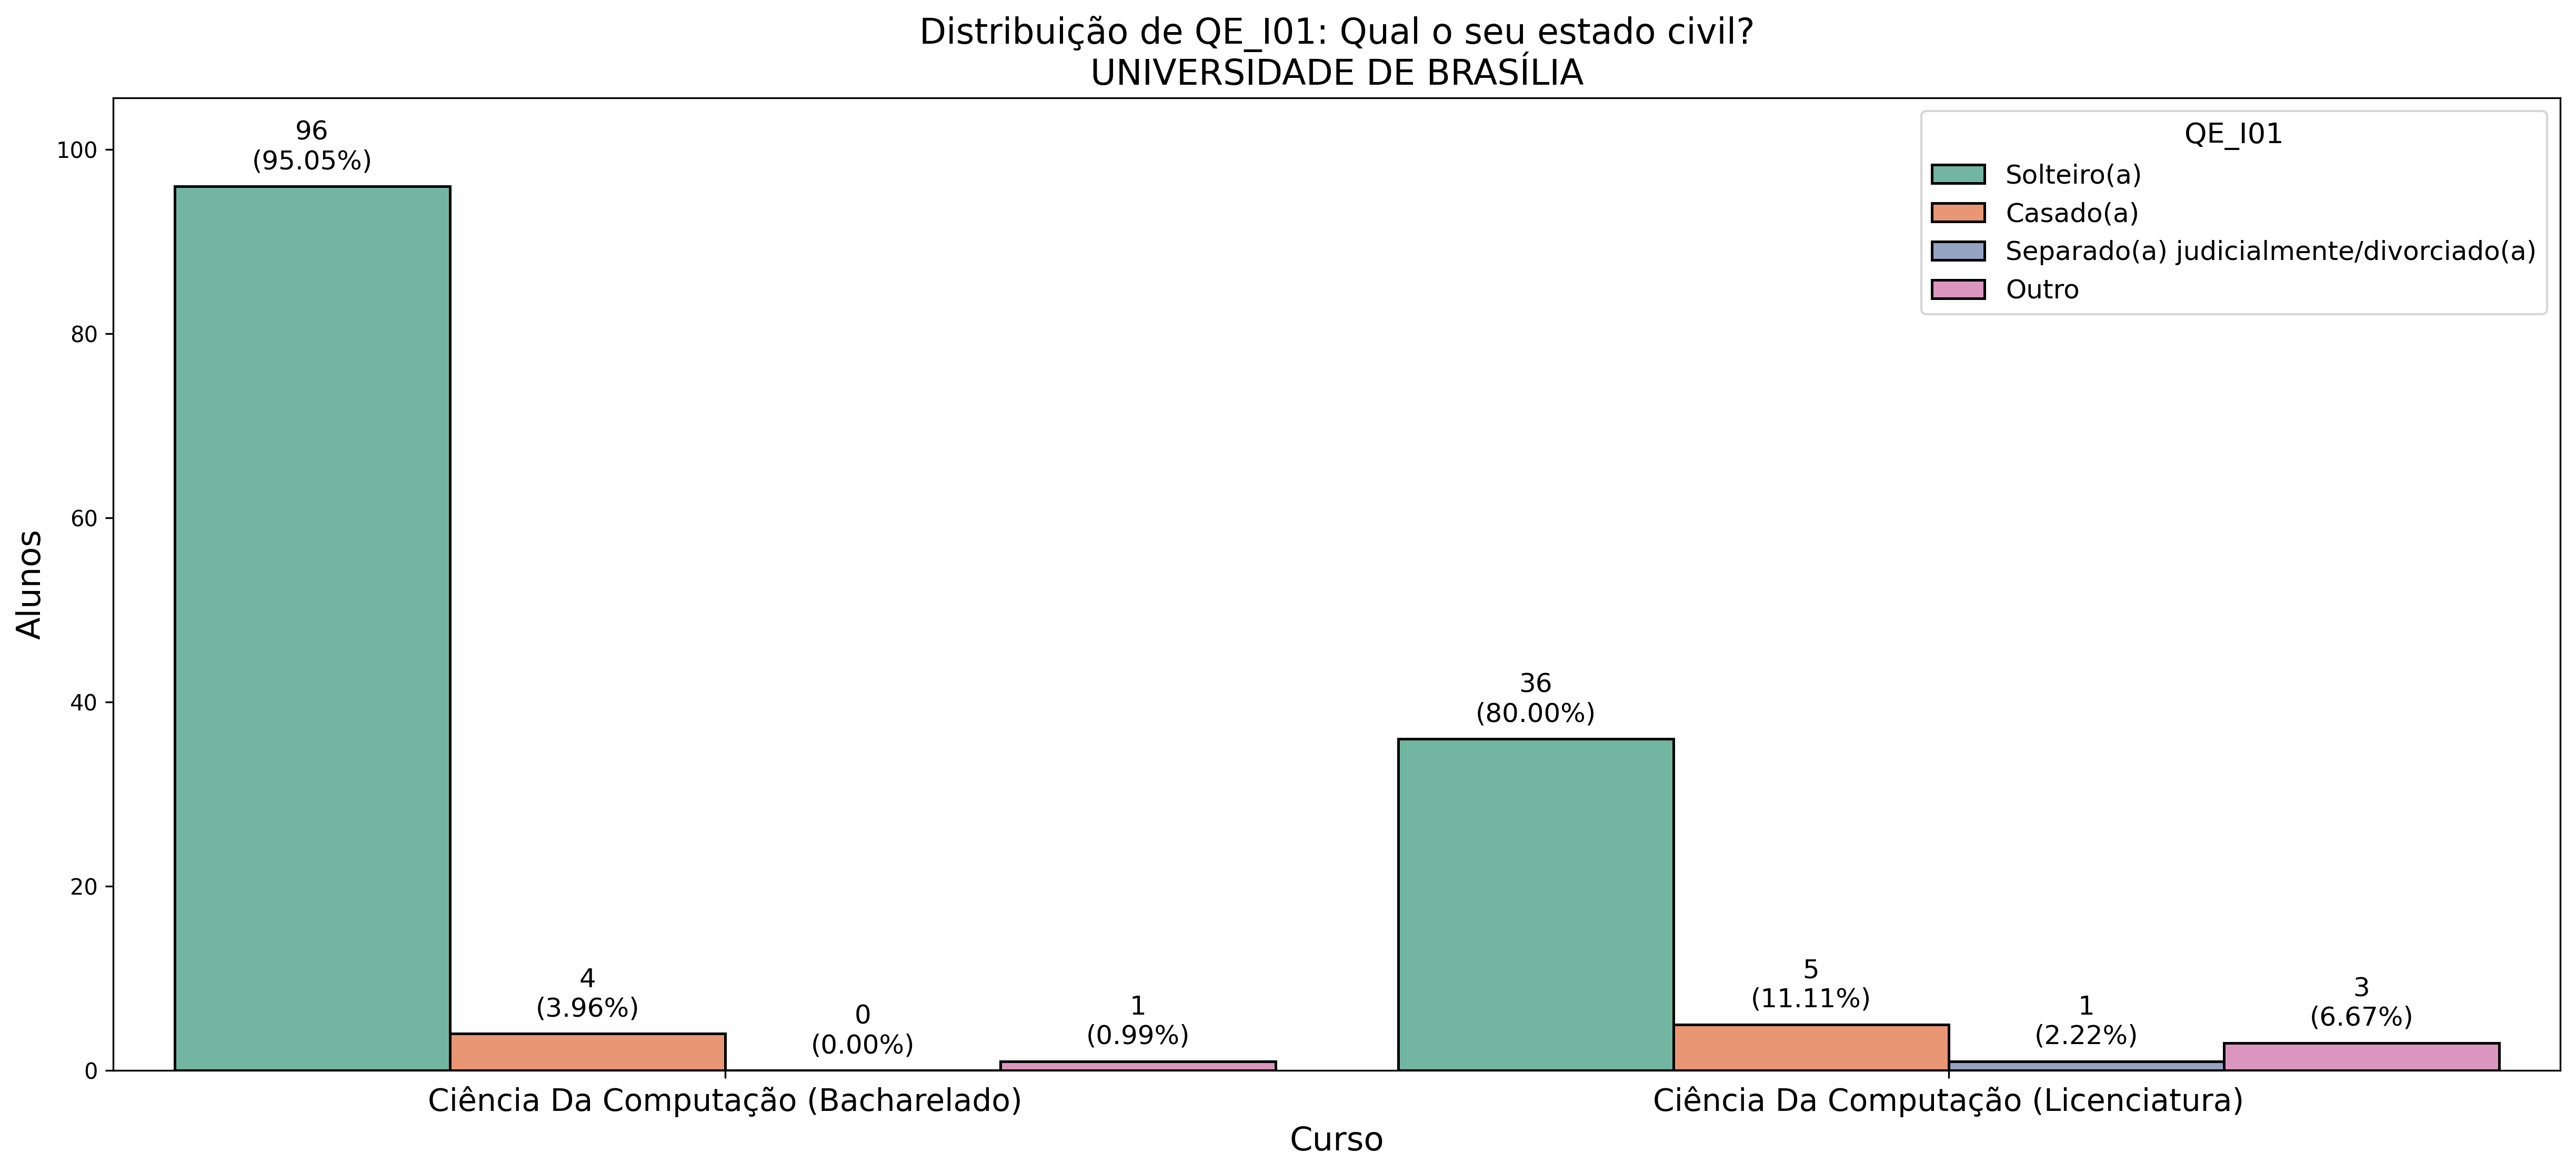 Distribuição de QE_I01: Qual o seu estado civil?
UNIVERSIDADE DE BRASÍLIA
QE_I01
Solteiro(a)
Casado(a)
Separado(a) judicialmente/divorciado(a)
Outro
Alunos
100
80
60
40
20
0
96
(95.05%)
4
(3.96%)
0
(0.00%)
1
(0.99%)
36
(80.00%)
5
(11.11%)
1
(2.22%)
3
(6.67%)
Ciência Da Computação (Bacharelado)
Ciência Da Computação (Licenciatura)
Curso